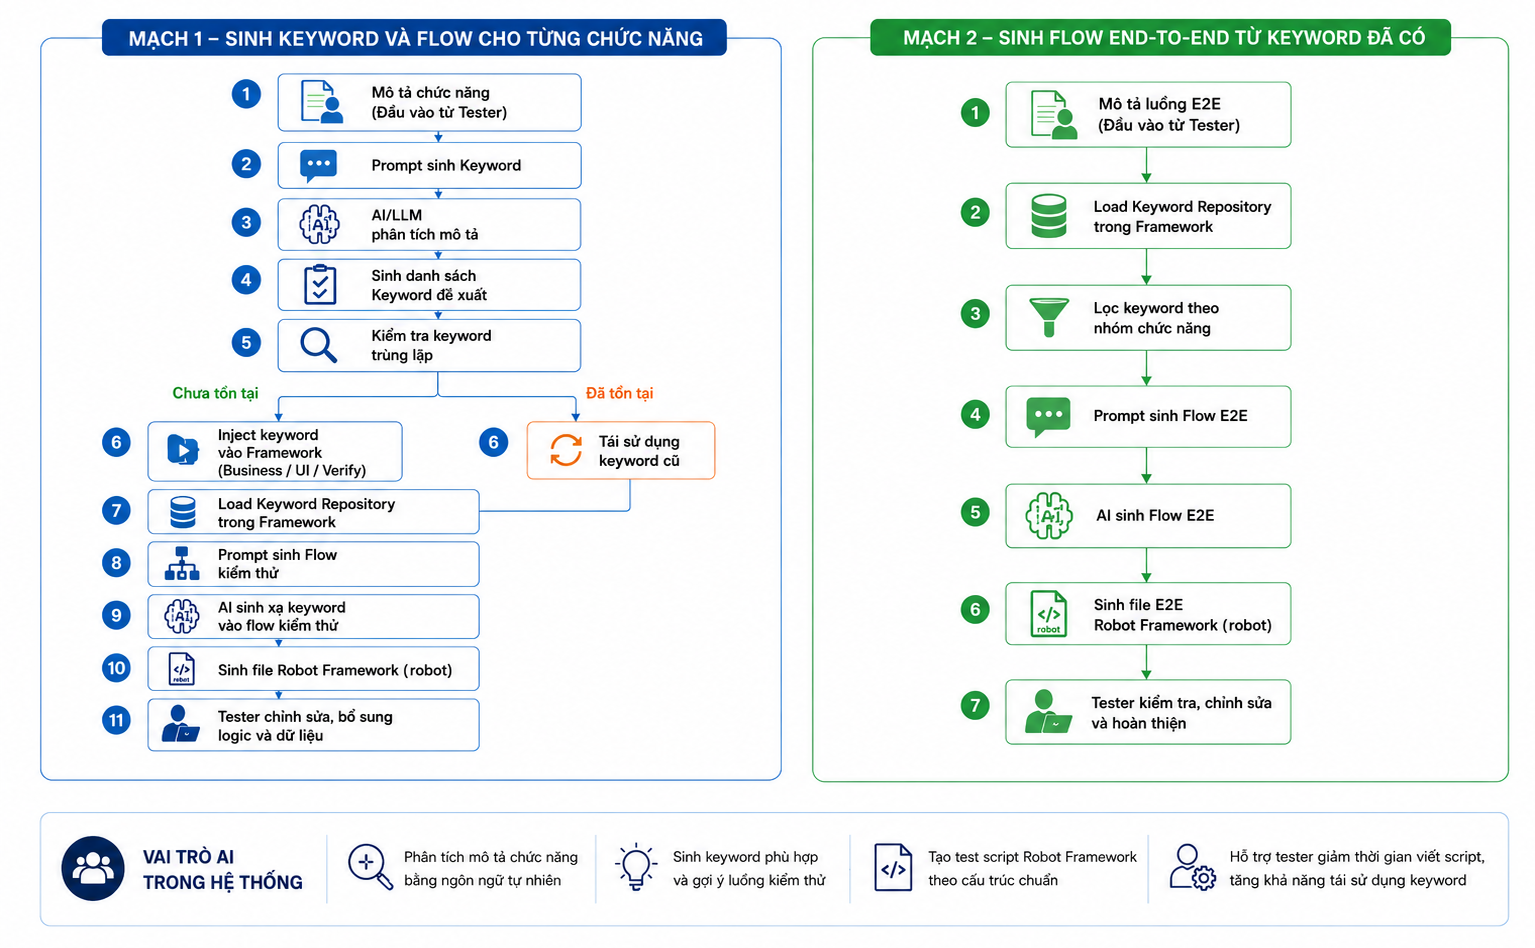 MẠCH 1 – SINH KEYWORD VÀ FLOW CHO TỪNG CHỨC NĂNG
1
Mô tả chức năng
(Đầu vào từ Tester)
2
Prompt sinh Keyword
3
AI
AI/LLM
phân tích mô tả
4
Sinh danh sách
Keyword đề xuất
5
Kiểm tra keyword
trùng lặp
Chưa tồn tại
Đã tồn tại
6
Inject keyword
vào Framework
(Business / UI / Verify)
6
Tái sử dụng
keyword cũ
7
Load Keyword Repository
trong Framework
8
Prompt sinh Flow
kiểm thử
9
AI
AI sinh xạ keyword
vào flow kiểm thử
10
</>
robot
Sinh file Robot Framework (robot)
11
Tester chỉnh sửa, bổ sung
logic và dữ liệu
MẠCH 2 – SINH FLOW END-TO-END TỪ KEYWORD ĐÃ CÓ
1
Mô tả luồng E2E
(Đầu vào từ Tester)
2
Load Keyword Repository
trong Framework
3
Lọc keyword theo
nhóm chức năng
4
Prompt sinh Flow E2E
5
AI
AI sinh Flow E2E
6
</>
robot
Sinh file E2E
Robot Framework (robot)
7
Tester kiểm tra, chỉnh sửa
và hoàn thiện
VAI TRÒ AI
TRONG HỆ THỐNG
Phân tích mô tả chức năng
bằng ngôn ngữ tự nhiên
Sinh keyword phù hợp
và gợi ý luồng kiểm thử
</>
Tạo test script Robot Framework
theo cấu trúc chuẩn
Hỗ trợ tester giảm thời gian viết script,
tăng khả năng tái sử dụng keyword